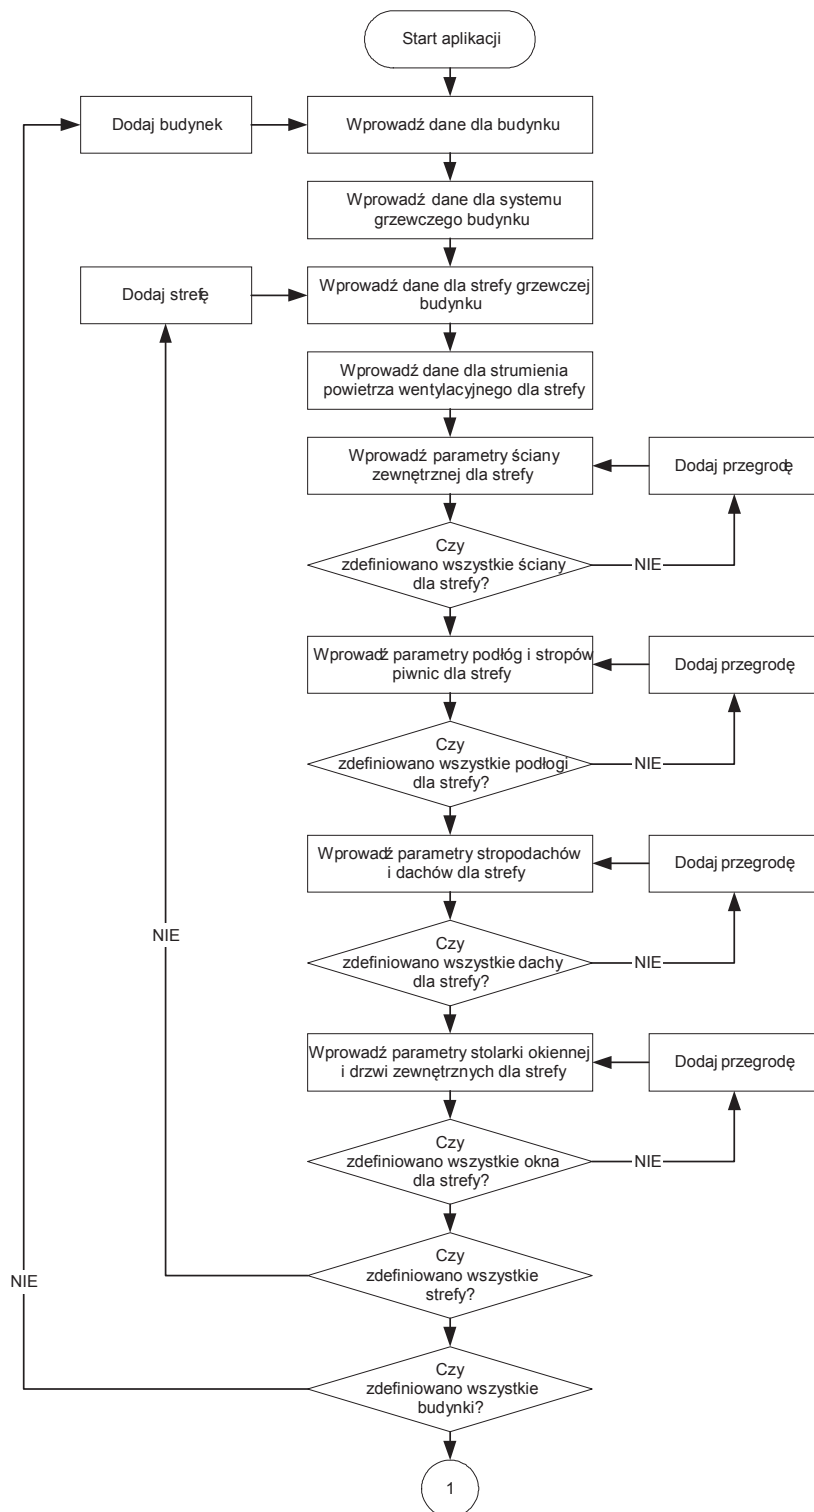 Start aplikacji
Dodaj budynek
Wprowadź dane dla budynku
Wprowadź dane dla systemu
grzewczego budynku
Dodaj strefę
Wprowadź dane dla strefy grzewczej
budynku
Wprowadź dane dla strumienia
powietrza wentylacyjnego dla strefy
Wprowadź parametry ściany
zewnętrznej dla strefy
Dodaj przegrodę
Czy
zdefiniowano wszystkie ściany
dla strefy?
NIE
Wprowadź parametry podłóg i stropów
piwnic dla strefy
Dodaj przegrodę
Czy
zdefiniowano wszystkie podłogi
dla strefy?
NIE
Wprowadź parametry stropodachów
i dachów dla strefy
Dodaj przegrodę
NIE
Czy
zdefiniowano wszystkie dachy
dla strefy?
NIE
Wprowadź parametry stolarki okiennej
i drzwi zewnętrznych dla strefy
Dodaj przegrodę
Czy
zdefiniowano wszystkie okna
dla strefy?
NIE
Czy
zdefiniowano wszystkie
strefy?
NIE
Czy
zdefiniowano wszystkie
budynki?
1